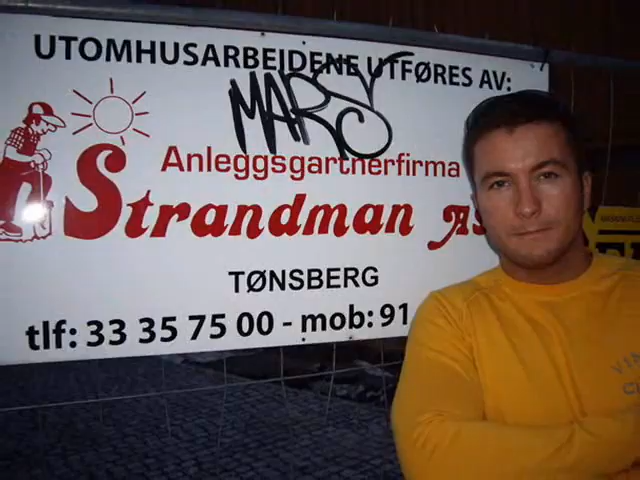 UTOMHUSARBEIDENE UTFØRES AV:
MARS
Anleggsgartnerfirma
Strandman AS
TØNSBERG
tlf: 33 35 75 00 - mob: 91